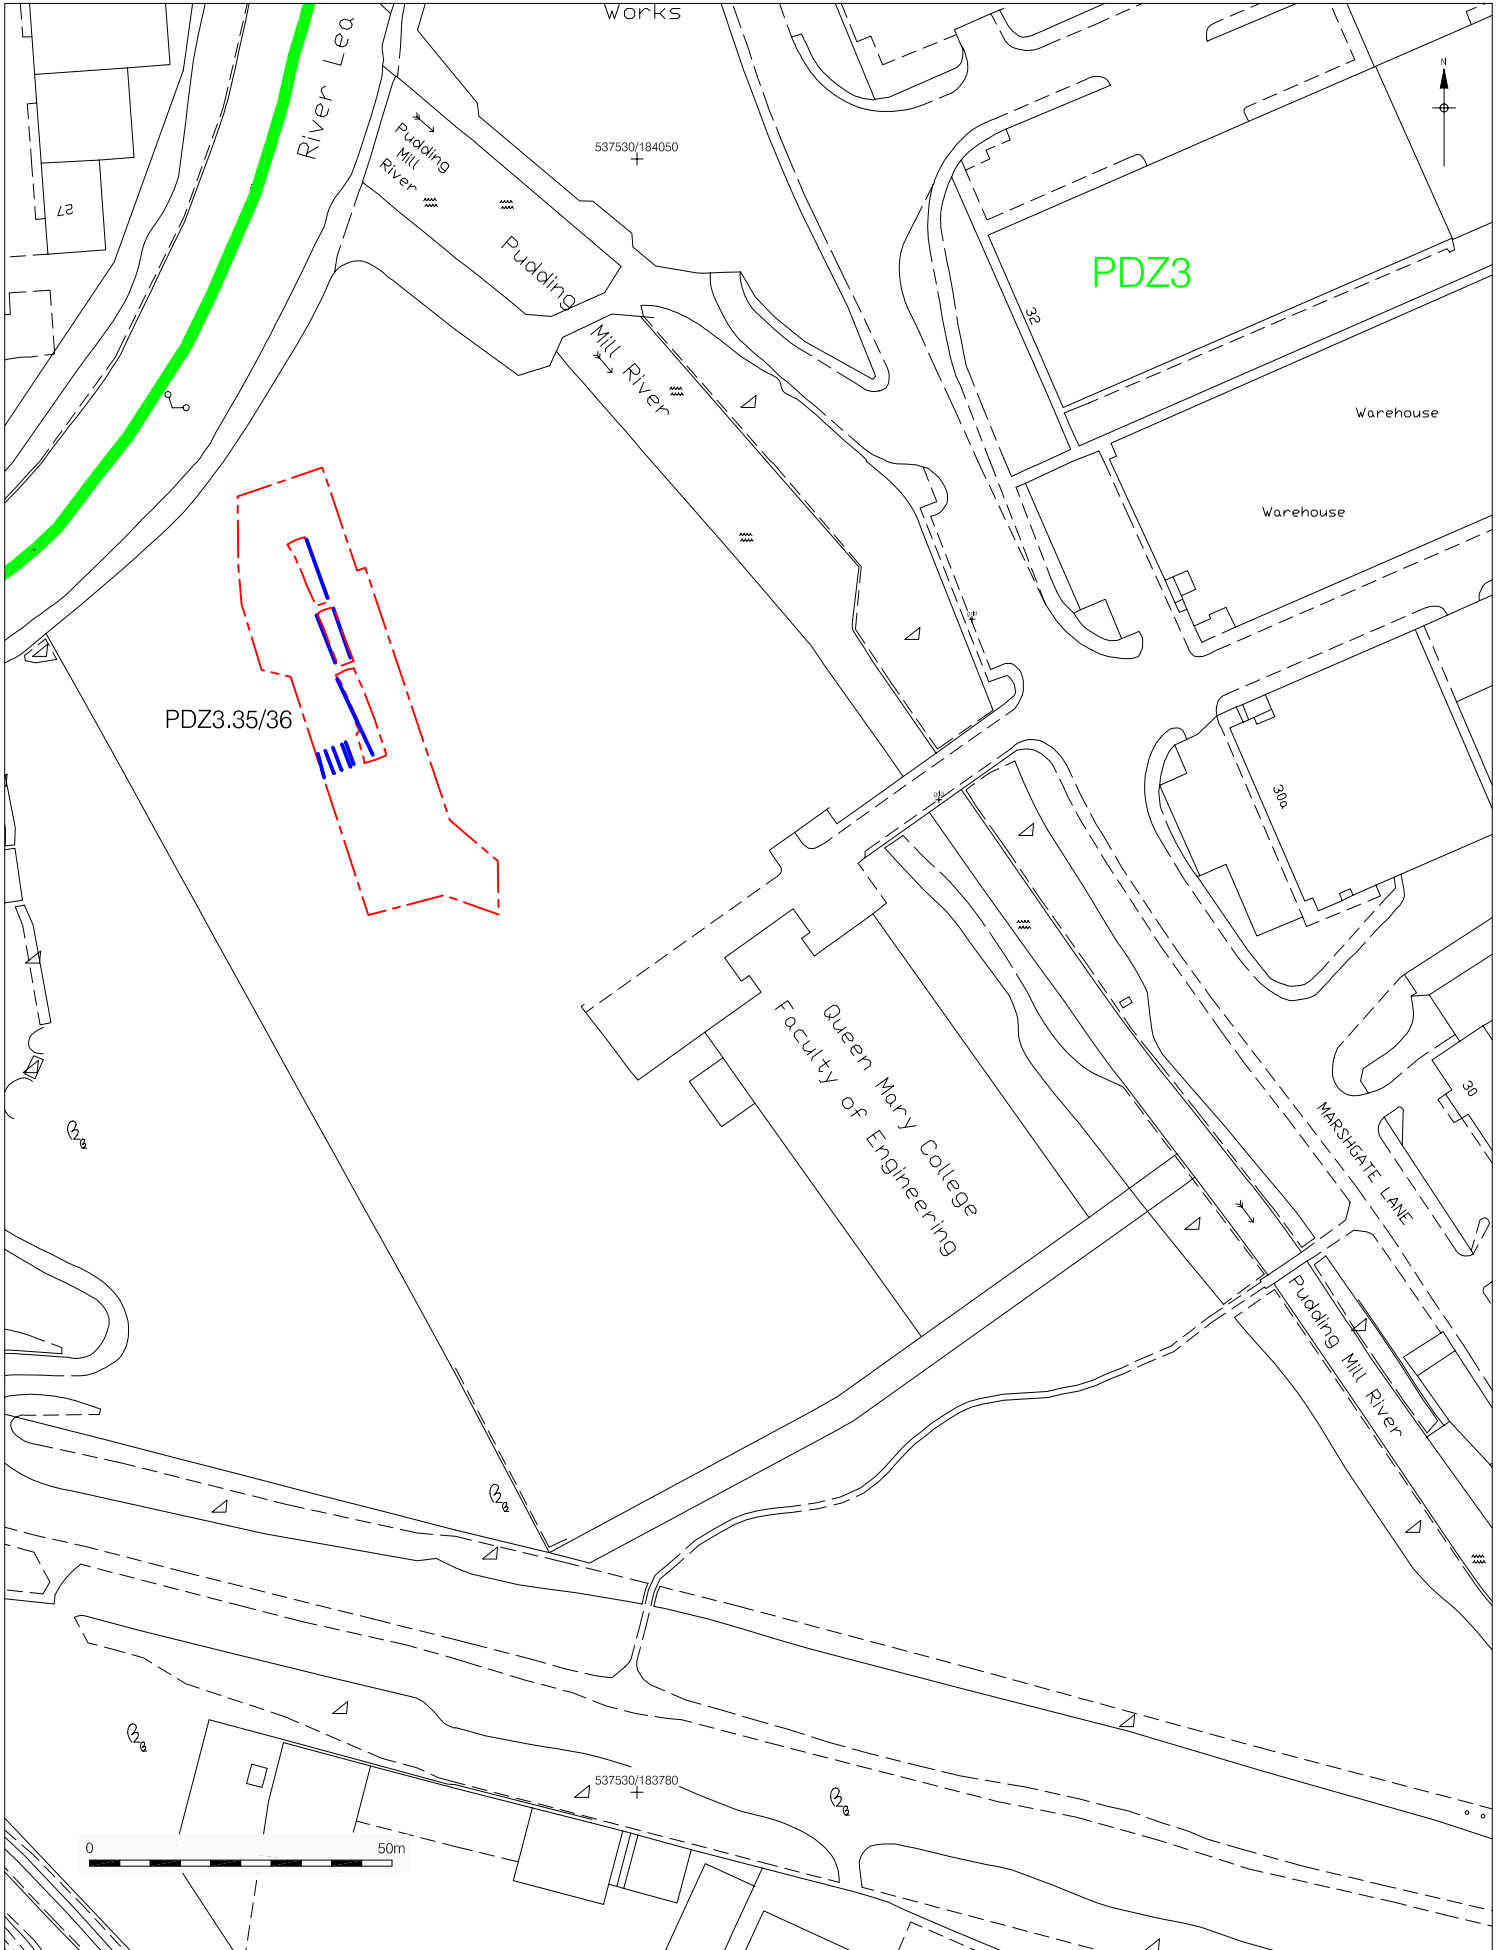 Works
N
River Lea
Pudding
Mill
River
537530/184050
27
Pudding
Mill River
PDZ3
32
Warehouse
Warehouse
PDZ3.35/36
30a
Queen Mary College
Faculty of Engineering
30
MARSHGATE LANE
Pudding Mill River
537530/183780
0 50m